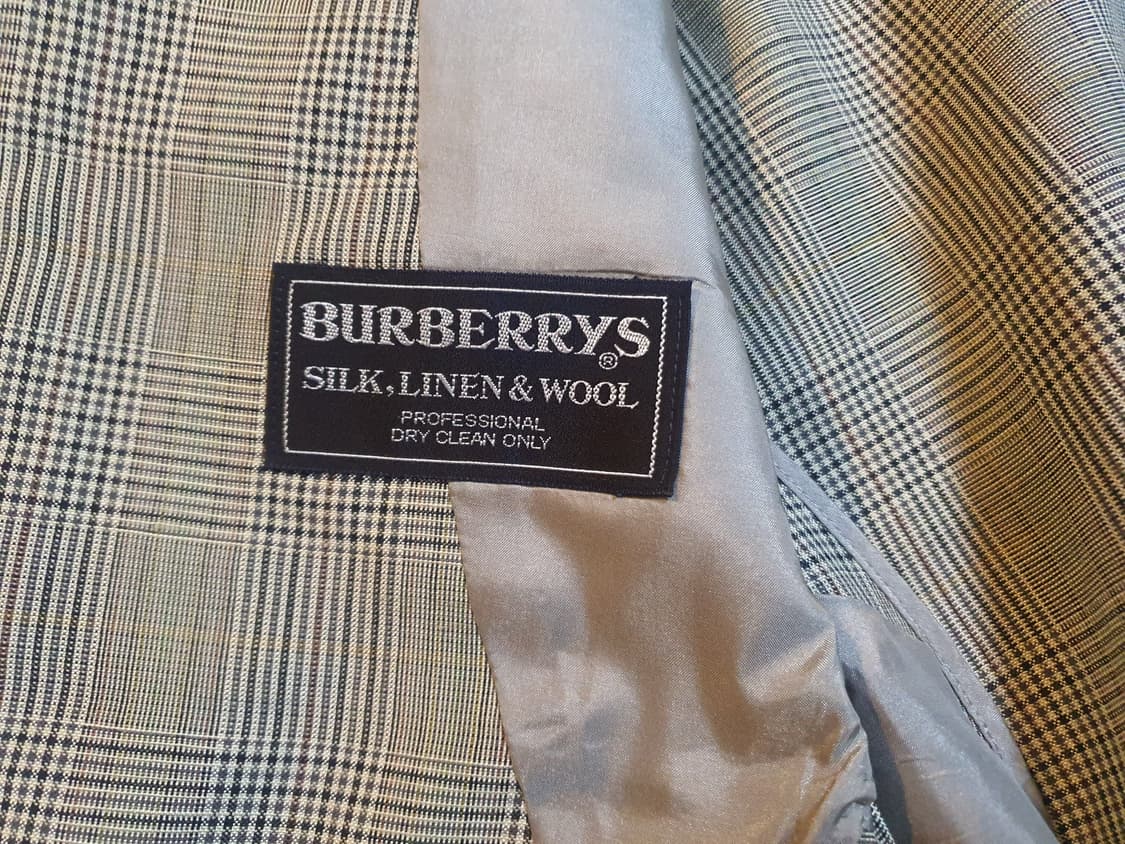 BURBERRYS®
SILK, LINEN & WOOL
PROFESSIONAL
DRY CLEAN ONLY